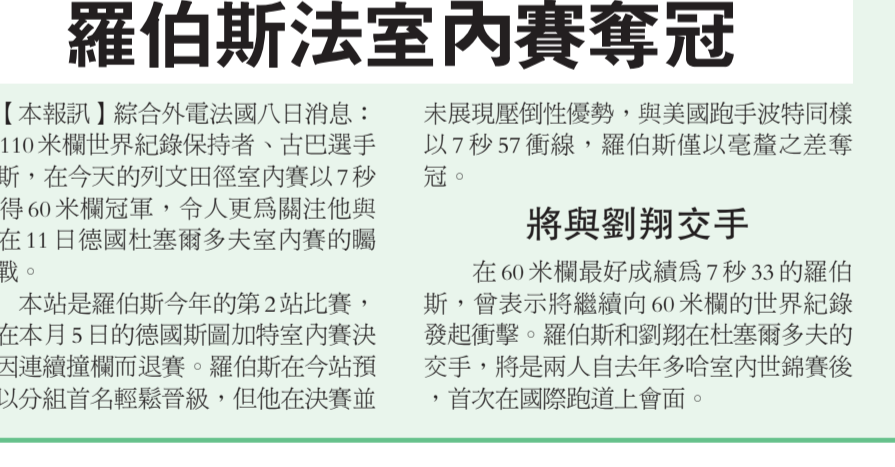 羅伯斯法室內賽奪冠
【本報訊】綜合外電法國八日消息：
110米欄世界紀錄保持者、古巴選手
斯，在今天的列文田徑室內賽以7秒
得60米欄冠軍，令人更爲關注他與
在11日德國杜塞爾多夫室內賽的矚
戰。
本站是羅伯斯今年的第2站比賽，
在本月5日的德國斯圖加特室內賽決
因連續撞欄而退賽。羅伯斯在今站預
以分組首名輕鬆晉級，但他在決賽並
未展現壓倒性優勢，與美國跑手波特同樣
以7秒57衝線，羅伯斯僅以毫釐之差奪
冠。
將與劉翔交手
在60米欄最好成績爲7秒33的羅伯
斯，曾表示將繼續向60米欄的世界紀錄
發起衝擊。羅伯斯和劉翔在杜塞爾多夫的
交手，將是兩人自去年多哈室內世錦賽後
，首次在國際跑道上會面。